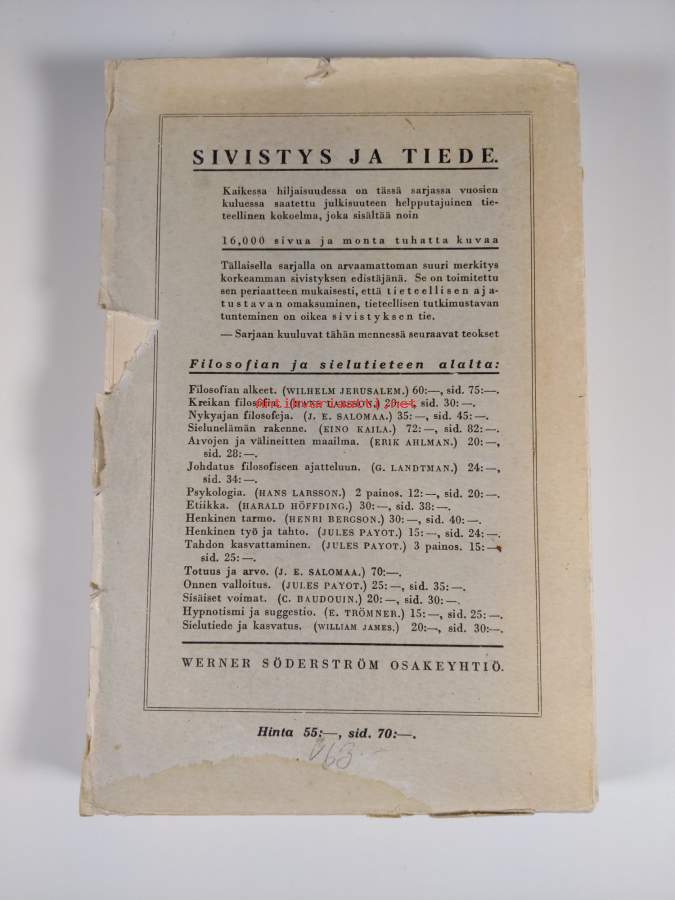 SIVISTYS JA TIEDE.
Kaikessa hiljaisuudessa on tässä sarjassa vuosien
kuluessa saatettu julkisuuteen helpputajuinen tie-
teellinen kokoelma, joka sisältää noin
16,000 sivua ja monta tuhatta kuvaa
Tällaisella sarjalla on arvaamattoman suuri merkitys
korkeamman sivistyksen edistäjänä. Se on toimitettu
sen periaatteen mukaisesti, että tieteellisen aja-
tustavan omaksuminen, tieteellisen tutkimustavan
tunteminen on oikea sivistyksen tie.
— Sarjaan kuuluvat tähän mennessä seuraavat teokset
Filosofian ja sielutieteen alalta:
Filosofian alkeet. (WILHELM JERUSALEM.) 60:—, sid. 75:—.
Kreikan filosofia. 20:—, sid. 30:—.
Antikvariaatti.net
Nykyajan filosofeja. (J. E. SALOMAA.) 35:—, sid. 45:—.
Sielunelämän rakenne. (EINO KAILA.) 72:—, sid. 82:—.
Arvojen ja välineitten maailma. (ERIK AHLMAN.) 20:—,
sid. 28:—.
Johdatus filosofiseen ajatteluun. (G. LANDTMAN.) 24:—,
sid. 34:—.
Psykologia. (HANS LARSSON.) 2 painos. 12:—, sid. 20:—.
Etiikka. (HARALD HÖFFDING.) 30:—, sid. 38:—.
Henkinen tarmo. (HENRI BERGSON.) 30:—, sid. 40:—.
Henkinen työ ja tahto. (JULES PAYOT.) 15:—, sid. 24:—.
Tahdon kasvattaminen. (JULES PAYOT.) 3 painos. 15:—,
sid. 25:—.
Totuus ja arvo. (J. E. SALOMAA.) 70:—.
Onnen valloitus. (JULES PAYOT.) 25:—, sid. 35:—.
Sisäiset voimat. (C. BAUDOUIN.) 20:—, sid. 30:—.
Hypnotismi ja suggestio. (E. TRÖMNER.) 15:—, sid. 25:—.
Sielutiede ja kasvatus. (WILLIAM JAMES.) 20:—, sid. 30:—.
WERNER SÖDERSTRÖM OSAKEYHTIÖ.
Hinta 55:—, sid. 70:—.
63